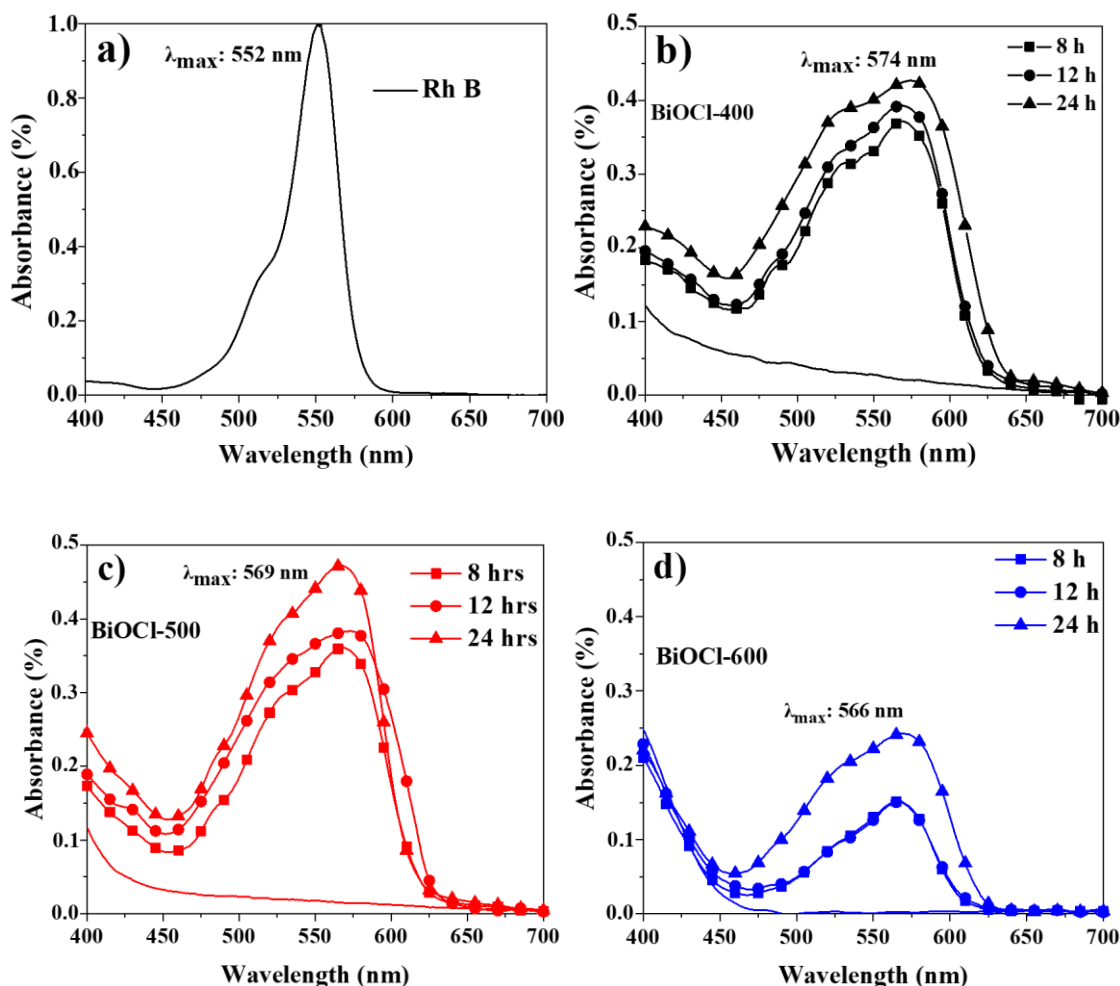 a)
λmax: 552 nm
Rh B
1.0
0.8
0.6
0.4
0.2
0.0
Absorbance (%)
400 450 500 550 600 650 700
Wavelength (nm)
b)
λmax: 574 nm
8 h
12 h
24 h
BiOCl-400
0.5
0.4
0.3
0.2
0.1
0.0
Absorbance (%)
400 450 500 550 600 650 700
Wavelength (nm)
c)
λmax: 569 nm
8 hrs
12 hrs
24 hrs
BiOCl-500
0.5
0.4
0.3
0.2
0.1
0.0
Absorbance (%)
400 450 500 550 600 650 700
Wavelength (nm)
d)
8 h
12 h
24 h
BiOCl-600
λmax: 566 nm
0.5
0.4
0.3
0.2
0.1
0.0
Absorbance (%)
400 450 500 550 600 650 700
Wavelength (nm)